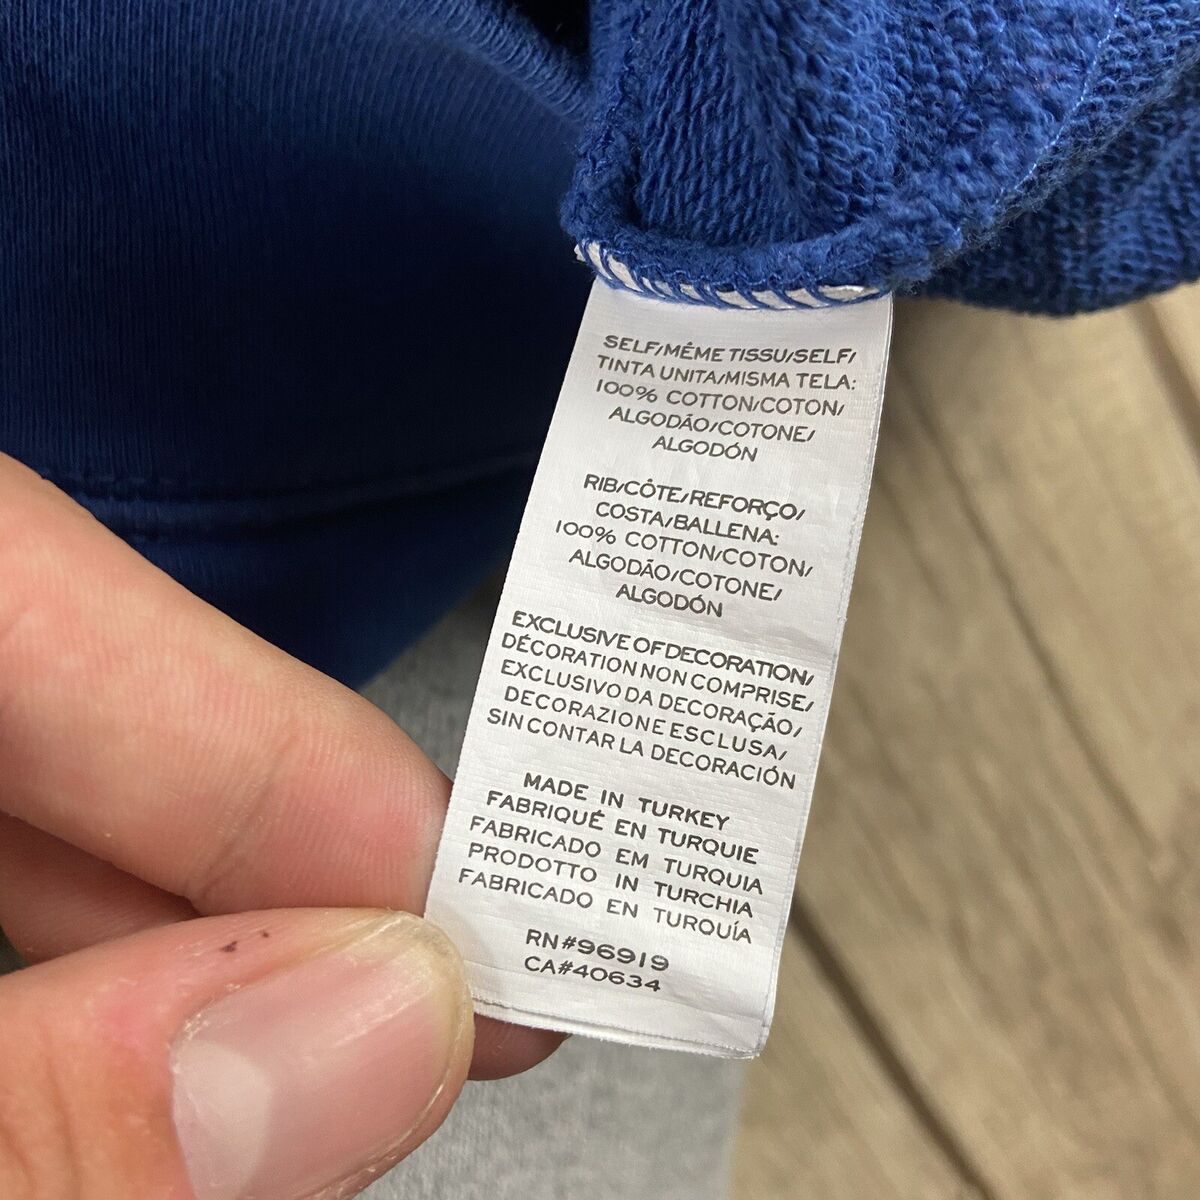 SELF/MÊME TISSU/SELF/
TINTA UNITA/MISMA TELA:
100% COTTON/COTON/
ALGODÃO/COTONE/
ALGODÓN
RIB/CÔTE/REFORÇO/
COSTA/BALLENA:
100% COTTON/COTON/
ALGODÃO/COTONE/
ALGODÓN
EXCLUSIVE OF DECORATION/
DÉCORATION NON COMPRISE/
EXCLUSIVO DA DECORAÇÃO/
DECORAZIONE ESCLUSA/
SIN CONTAR LA DECORACIÓN
MADE IN TURKEY
FABRIQUÉ EN TURQUIE
FABRICADO EM TURQUIA
PRODOTTO IN TURCHIA
FABRICADO EN TURQUÍA
RN#96919
CA#40634